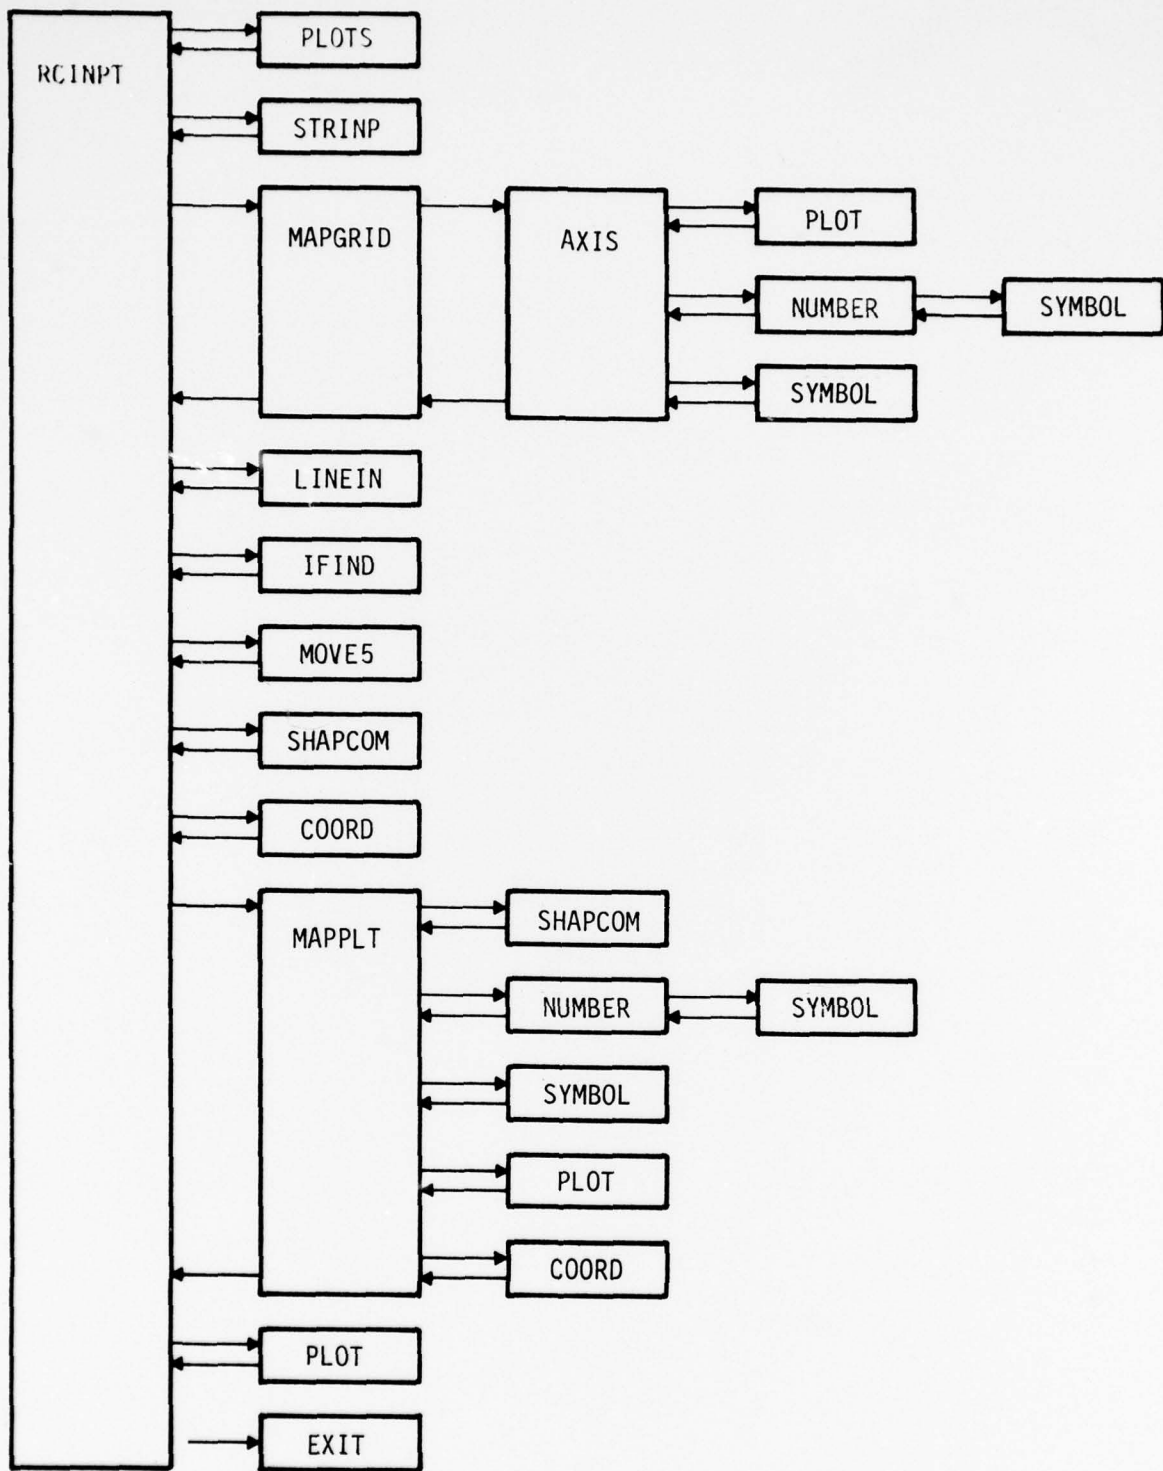 PLOTS
RCINPT
STRINP
MAPGRID
AXIS
PLOT
NUMBER
SYMBOL
SYMBOL
LINEIN
IFIND
MOVE5
SHAPCOM
COORD
MAPPLT
SHAPCOM
NUMBER
SYMBOL
SYMBOL
PLOT
COORD
PLOT
EXIT